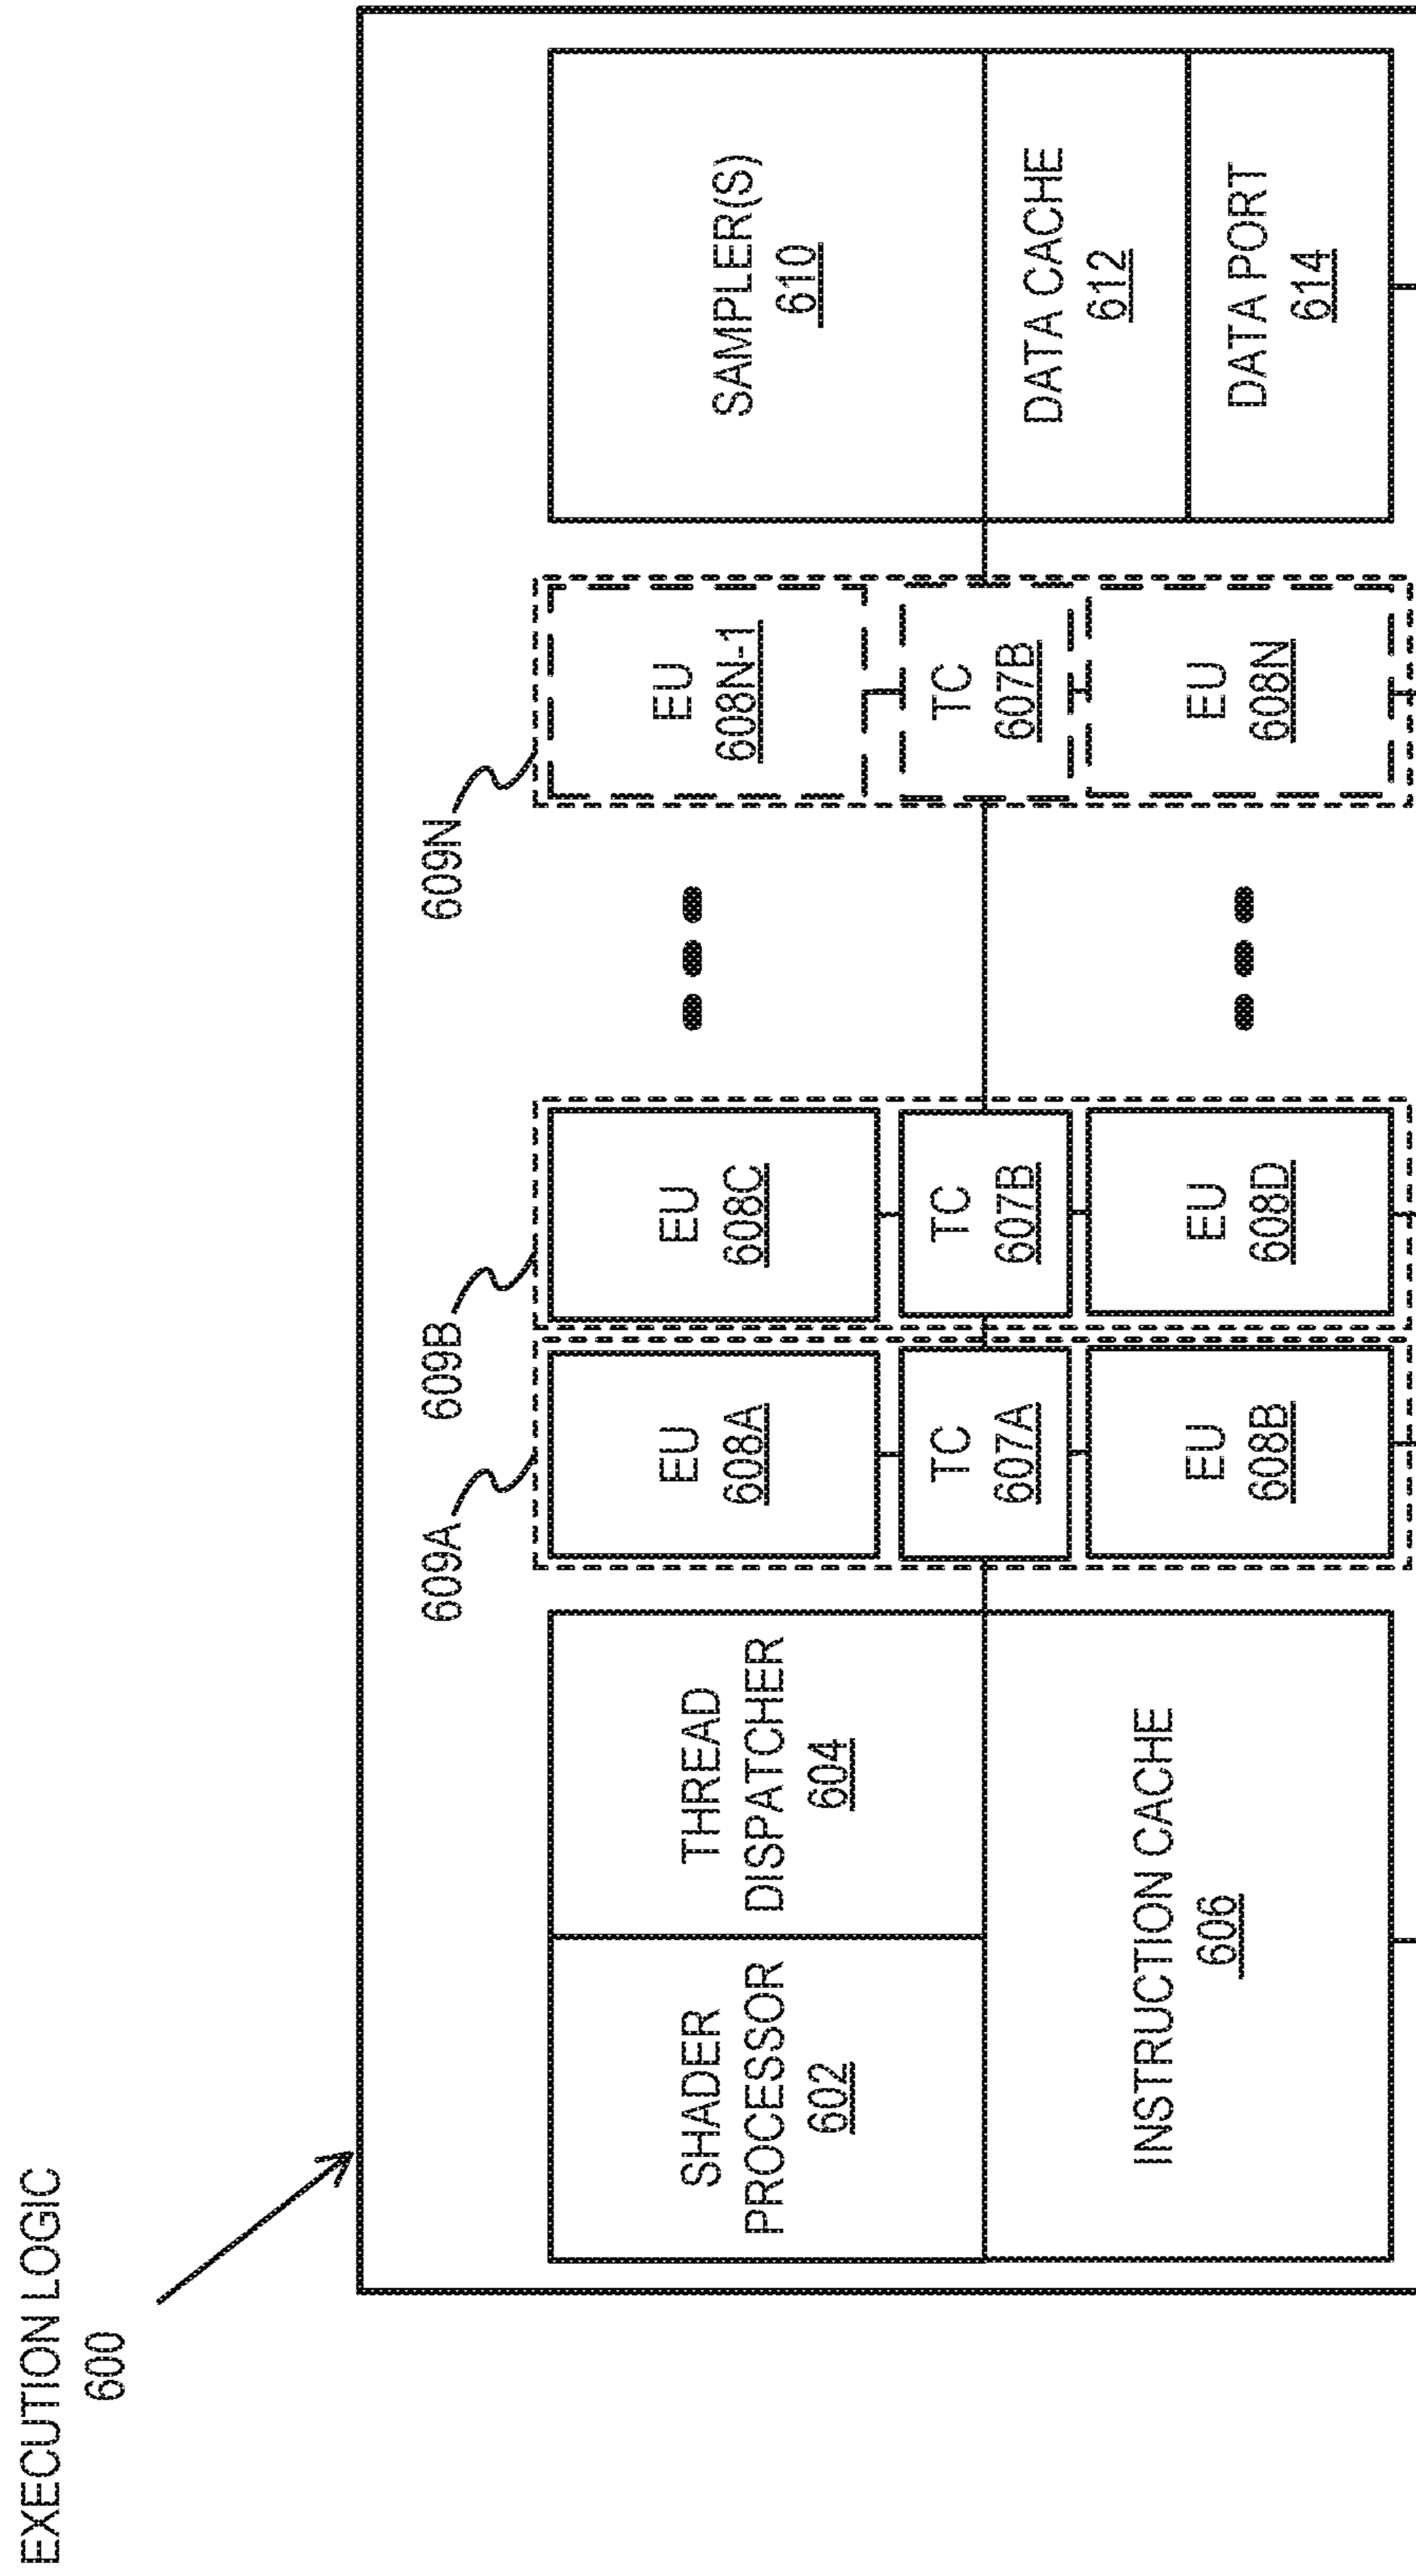 EXECUTION LOGIC
600
609A
609B
609N
SHADER
PROCESSOR
602
THREAD
DISPATCHER
604
INSTRUCTION CACHE
606
EU
608A
TC
607A
EU
608B
EU
608C
TC
607B
EU
608D
EU
608N-1
TC
607B
EU
608N
SAMPLER(S)
610
DATA CACHE
612
DATA PORT
614